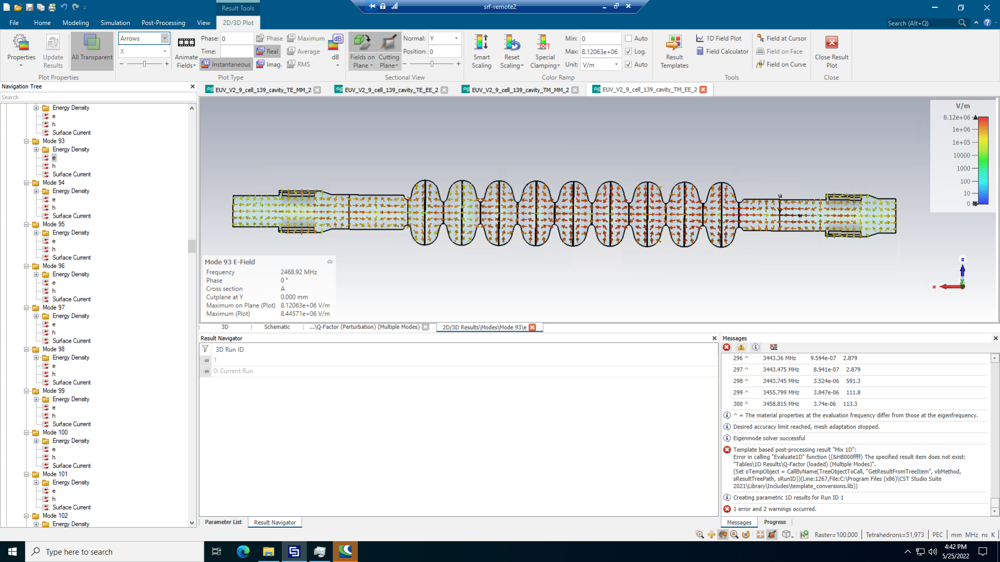 srf-remote2
Result Tools
File Home Modeling Simulation Post-Processing View 2D/3D Plot
Search (Alt+Q)
Properties
Update Results
All Transparent
Plot Properties
Arrows
X
Animate Fields
Phase: 0
Time:
Phase Maximum
Real Average
Instantaneous Imag. RMS
dB
dB
Plot Type
Fields on Plane
Cutting Plane
Normal: Y
Position: 0
Sectional View
Smart Scaling
Reset Scaling
Special Clamping
Min: 0 Auto
Max: 8.12063e+06 Log.
Unit: V/m Auto
Color Ramp
Result Templates
1D Field Plot
Field Calculator
Field at Cursor
Field on Face
Field on Curve
Tools
Close Result Plot
Close
Navigation Tree
Search
Energy Density
e
h
Surface Current
Mode 93
Energy Density
e
h
Surface Current
Mode 94
Energy Density
e
h
Surface Current
Mode 95
Energy Density
e
h
Surface Current
Mode 96
Energy Density
e
h
Surface Current
Mode 97
Energy Density
e
h
Surface Current
Mode 98
Energy Density
e
h
Surface Current
Mode 99
Energy Density
e
h
Surface Current
Mode 100
Energy Density
e
h
Surface Current
Mode 101
Energy Density
e
h
Surface Current
Mode 102
Energy Density
EUV_V2_9_cell_139_cavity_TE_MM_2
EUV_V2_9_cell_139_cavity_TE_EE_2
EUV_V2_9_cell_139_cavity_TM_MM_2
EUV_V2_9_cell_139_cavity_TM_EE_2
V/m
8.12e+06
1e+06
1e+05
10000
1000
100
10
0
u
w
z
y
x
Mode 93 E-Field
Frequency 2468.92 MHz
Phase 0 °
Cross section A
Cutplane at Y 0.000 mm
Maximum on Plane (Plot) 8.12063e+06 V/m
Maximum (Plot) 8.44571e+06 V/m
3D Schematic ...\Q-Factor (Perturbation) (Multiple Modes) 2D/3D Results\Modes\Mode 93\e
Result Navigator
3D Run ID
1
0: Current Run
Parameter List Result Navigator
Messages
296 ^ 3443.36 MHz 9.594e-07 2.879
297 ^ 3443.475 MHz 8.941e-07 2.879
298 ^ 3443.745 MHz 3.524e-06 591.3
299 ^ 3455.799 MHz 3.847e-06 111.8
300 ^ 3458.815 MHz 3.74e-06 113.3
^ = The material properties at the evaluation frequency differ from those at the eigenfrequency.
Desired accuracy limit reached, mesh adaptation stopped.
Eigenmode solver successful
Template based post-processing result "Mix 1D":
Error in calling "Evaluate1D" function ((&H8000ffff) The specified result item does not exist:
"Tables\1D Results\Q-Factor (loaded) (Multiple Modes)".
(Set oTempObject = CallByName(TreeObjectToCall, "GetResultFromTreeItem", vbMethod,
sResultTreePath, sRunID))(Line:1267,File:C:\Program Files (x86)\CST Studio Suite
2021\Library\Includes\template_conversions.lib))
Creating parametric 1D results for Run ID 1
1 error and 2 warnings occurred.
Messages Progress
Raster=100.000 Tetrahedrons=51,973 PEC mm MHz ns K
Type here to search
4:42 PM
5/25/2022